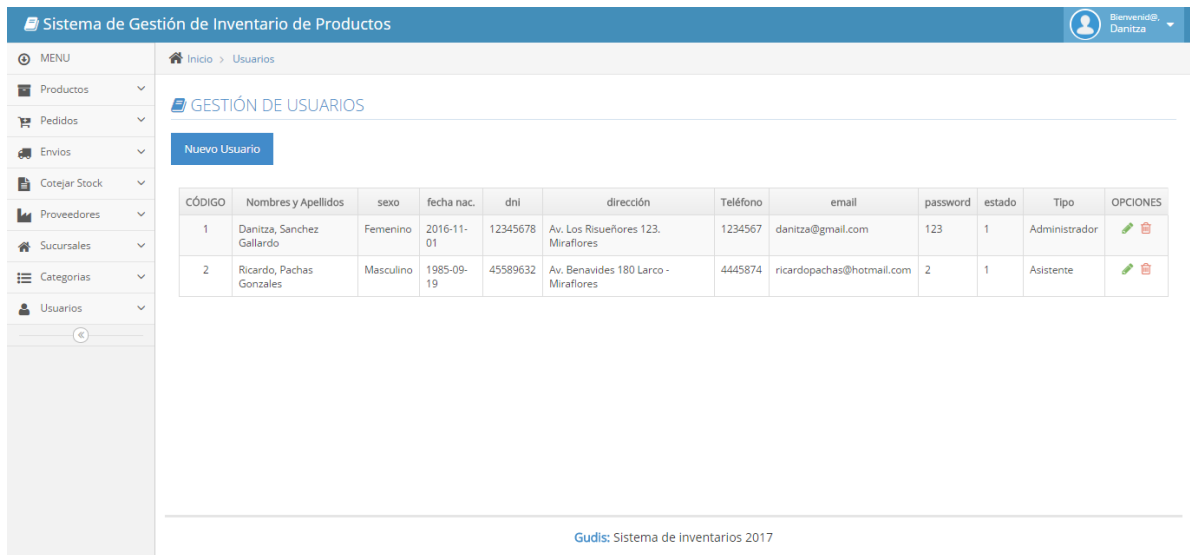 Sistema de Gestión de Inventario de Productos
Bienvenid@,
Danitza
MENU
Productos
Pedidos
Envios
Cotejar Stock
Proveedores
Sucursales
Categorias
Usuarios
Inicio > Usuarios
GESTIÓN DE USUARIOS
Nuevo Usuario
CÓDIGO Nombres y Apellidos sexo fecha nac. dni dirección Teléfono email password estado Tipo OPCIONES
1 Danitza, Sanchez Femenino 2016-11- 12345678 Av. Los Risueñores 123. 1234567 danitza@gmail.com 123 1 Administrador
Gallardo 01 Miraflores
2 Ricardo, Pachas Masculino 1985-09- 45589632 Av. Benavides 180 Larco - 4445874 ricardopachas@hotmail.com 2 1 Asistente
Gonzales 19 Miraflores
Gudis: Sistema de inventarios 2017